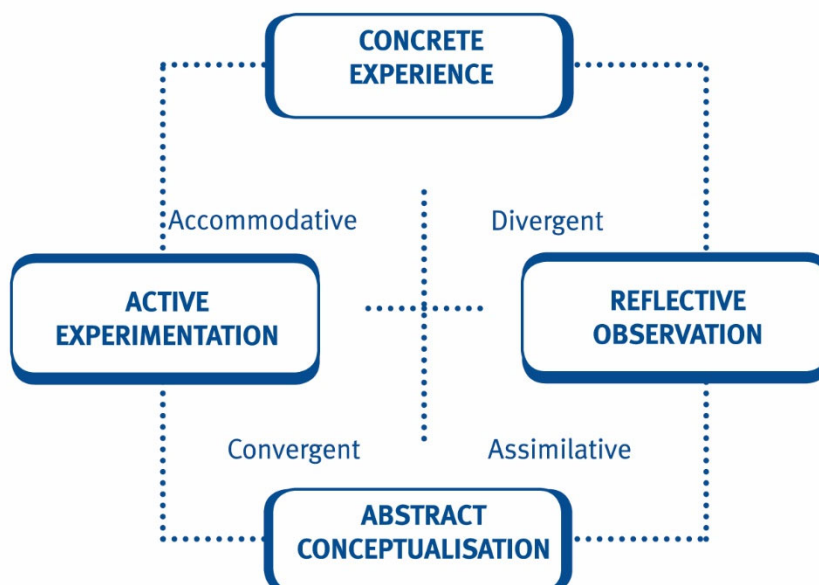 CONCRETE
EXPERIENCE
Accommodative
Divergent
ACTIVE
EXPERIMENTATION
REFLECTIVE
OBSERVATION
Convergent
Assimilative
ABSTRACT
CONCEPTUALISATION